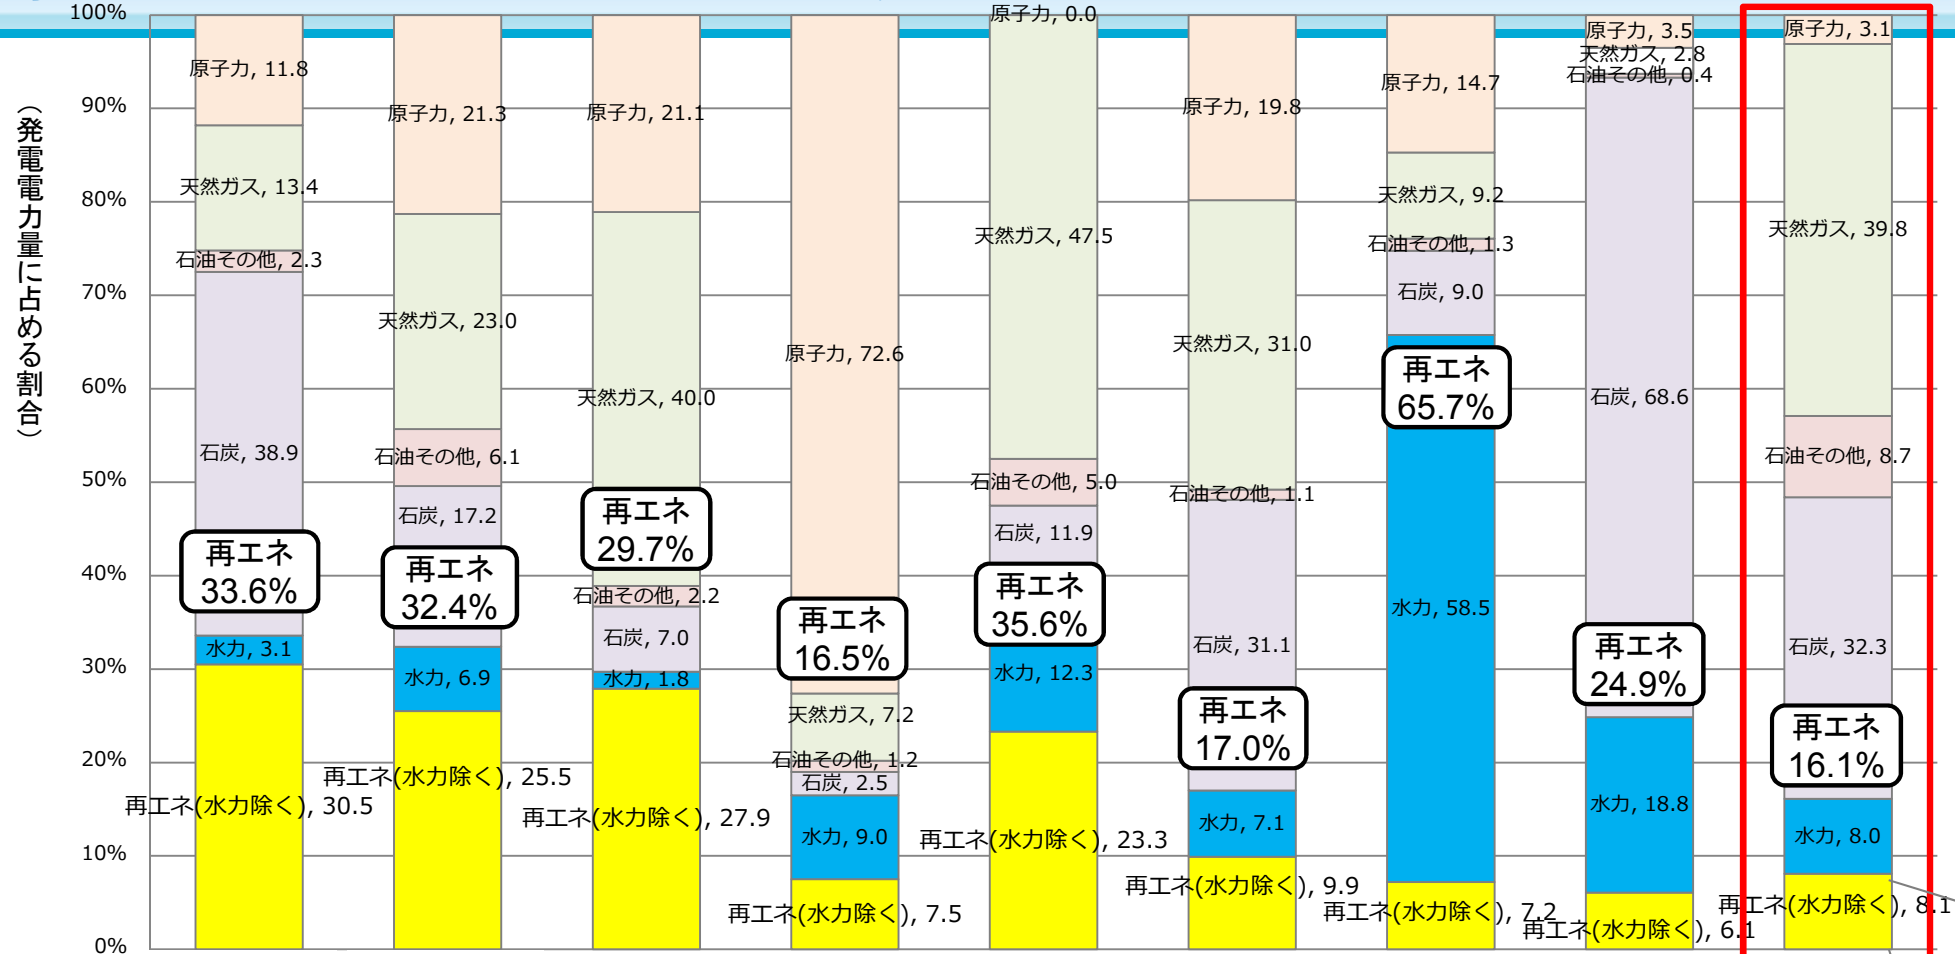 (発電電力量に占める割合)
100%
90%
80%
70%
60%
50%
40%
30%
20%
10%
0%
原子力, 11.8
天然ガス, 13.4
石油その他, 2.3
石炭, 38.9
再エネ
33.6%
水力, 3.1
再エネ(水力除く), 30.5
原子力, 21.3
天然ガス, 23.0
石油その他, 6.1
石炭, 17.2
再エネ
32.4%
水力, 6.9
再エネ(水力除く), 25.5
原子力, 21.1
天然ガス, 40.0
再エネ
29.7%
石油その他, 2.2
石炭, 7.0
水力, 1.8
再エネ(水力除く), 27.9
原子力, 72.6
再エネ
16.5%
天然ガス, 7.2
石油その他, 1.2
石炭, 2.5
水力, 9.0
再エネ(水力除く), 7.5
原子力, 0.0
天然ガス, 47.5
石油その他, 5.0
石炭, 11.9
再エネ
35.6%
水力, 12.3
再エネ(水力除く), 23.3
原子力, 19.8
天然ガス, 31.0
石油その他, 1.1
石炭, 31.1
再エネ
17.0%
水力, 7.1
再エネ(水力除く), 9.9
原子力, 14.7
天然ガス, 9.2
石油その他, 1.3
石炭, 9.0
再エネ
65.7%
水力, 58.5
再エネ(水力除く), 7.2
原子力, 3.5
天然ガス, 2.8
石油その他, 0.4
石炭, 68.6
再エネ
24.9%
水力, 18.8
再エネ(水力除く), 6.1
原子力, 3.1
天然ガス, 39.8
石油その他, 8.7
石炭, 32.3
再エネ
16.1%
水力, 8.0
再エネ(水力除く), 8.1